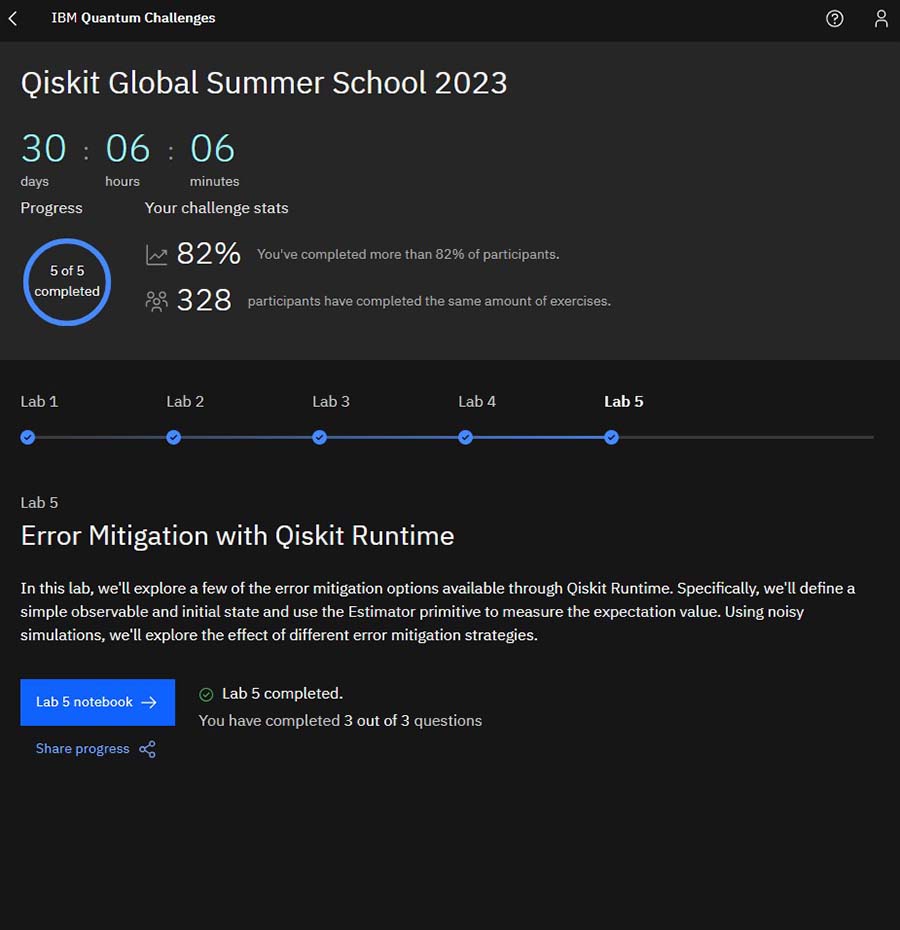 IBM Quantum Challenges
Qiskit Global Summer School 2023
30 : 06 : 06
days hours minutes
Progress Your challenge stats
5 of 5
completed
82% You've completed more than 82% of participants.
328 participants have completed the same amount of exercises.
Lab 1 Lab 2 Lab 3 Lab 4 Lab 5
Lab 5
Error Mitigation with Qiskit Runtime
In this lab, we'll explore a few of the error mitigation options available through Qiskit Runtime. Specifically, we'll define a
simple observable and initial state and use the Estimator primitive to measure the expectation value. Using noisy
simulations, we'll explore the effect of different error mitigation strategies.
Lab 5 notebook
Lab 5 completed.
You have completed 3 out of 3 questions
Share progress